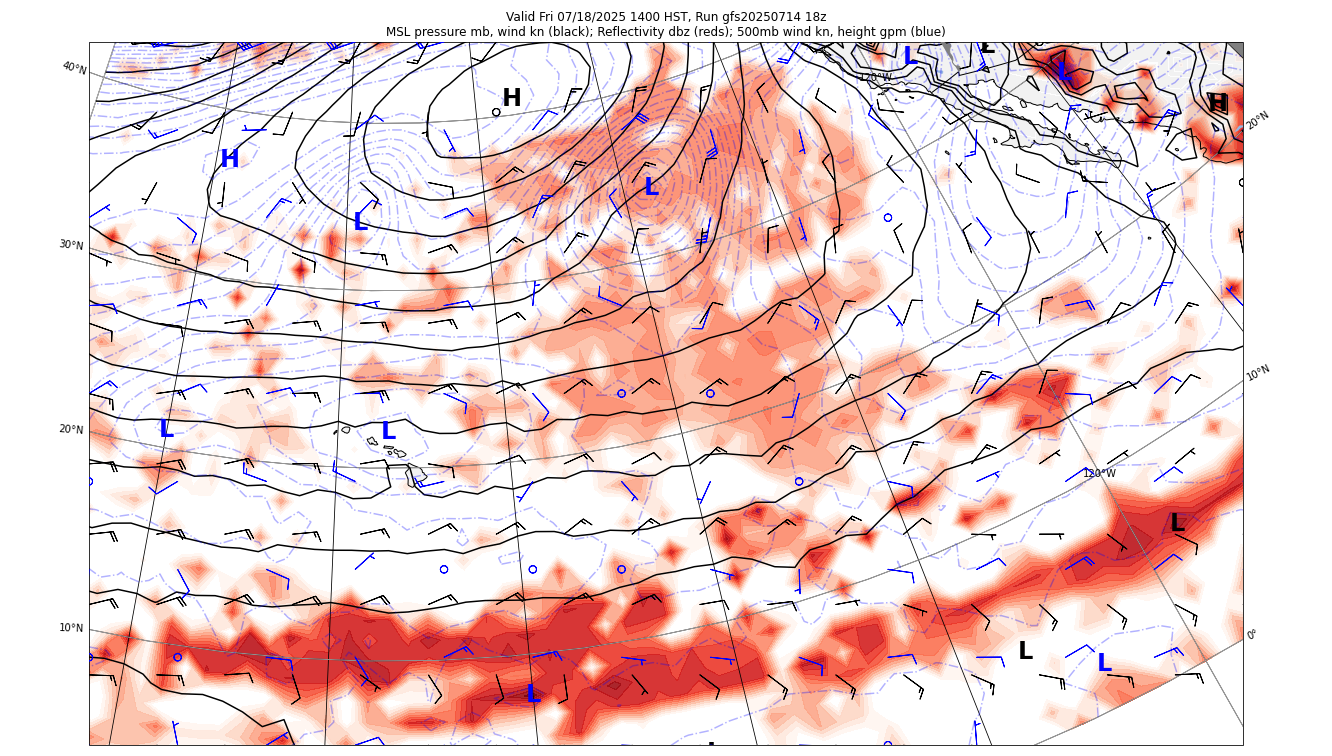 Valid Fri 07/18/2025 1400 HST, Run gfs20250714 18z
MSL pressure mb, wind kn (black); Reflectivity dbz (reds); 500mb wind kn, height gpm (blue)
L
L
120°W
40°N
L
H
H
20°N
H
L
L
30°N
10°N
20°N
L
L
120°W
L
10°N
0°
L
L
L